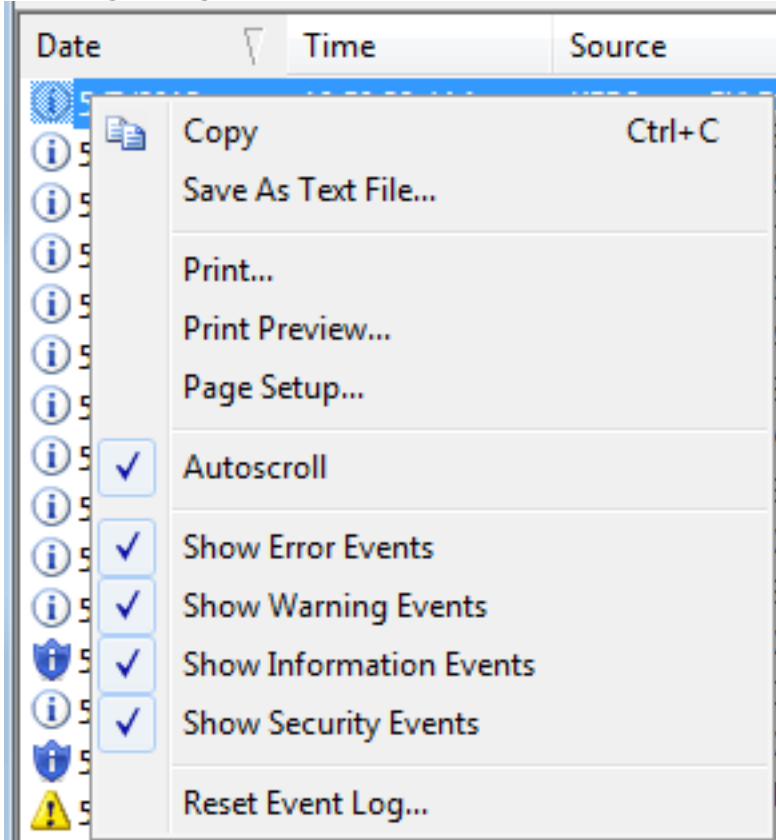 Date Time Source
Copy Ctrl+C
Save As Text File...
Print...
Print Preview...
Page Setup...
Autoscroll
Show Error Events
Show Warning Events
Show Information Events
Show Security Events
Reset Event Log...